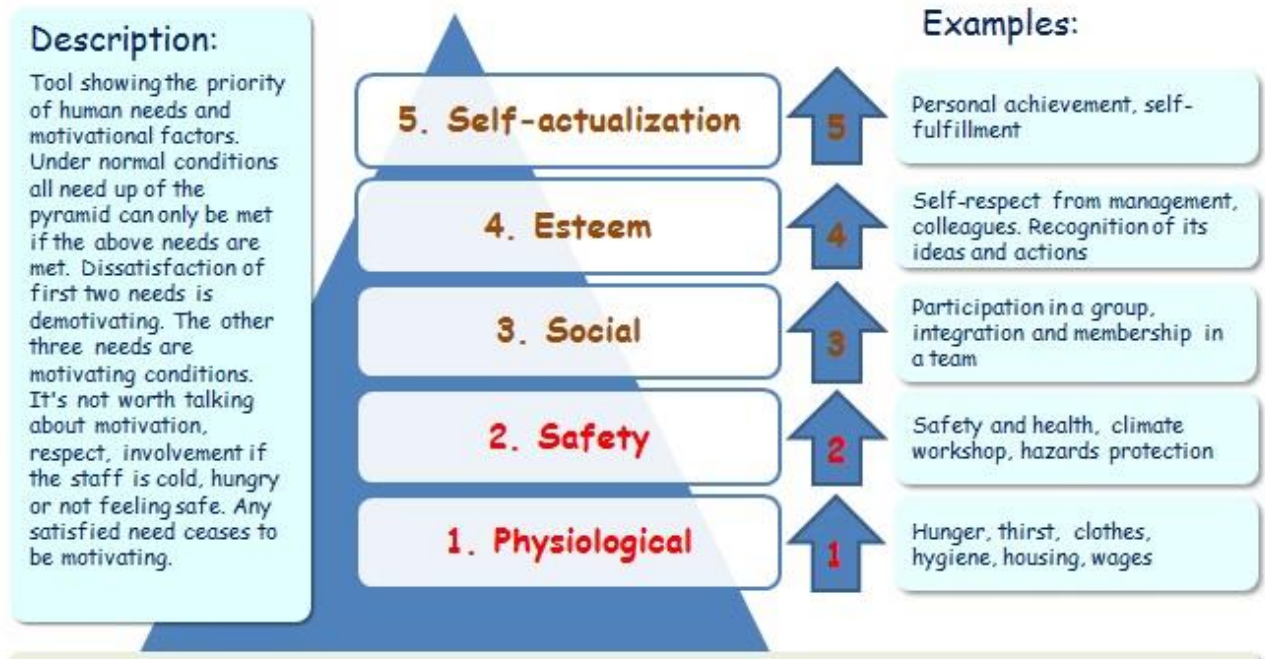 Description:
Tool showing the priority
of human needs and
motivational factors.
Under normal conditions
all need up of the
pyramid can only be met
if the above needs are
met. Dissatisfaction of
first two needs is
demotivating. The other
three needs are
motivating conditions.
It's not worth talking
about motivation,
respect, involvement if
the staff is cold, hungry
or not feeling safe. Any
satisfied need ceases to
be motivating.
Examples:
5. Self-actualization
5
Personal achievement, self-
fulfillment
4. Esteem
4
Self-respect from management,
colleagues. Recognition of its
ideas and actions
3. Social
3
Participation in a group,
integration and membership in
a team
2. Safety
2
Safety and health, climate
workshop, hazards protection
1. Physiological
1
Hunger, thirst, clothes,
hygiene, housing, wages